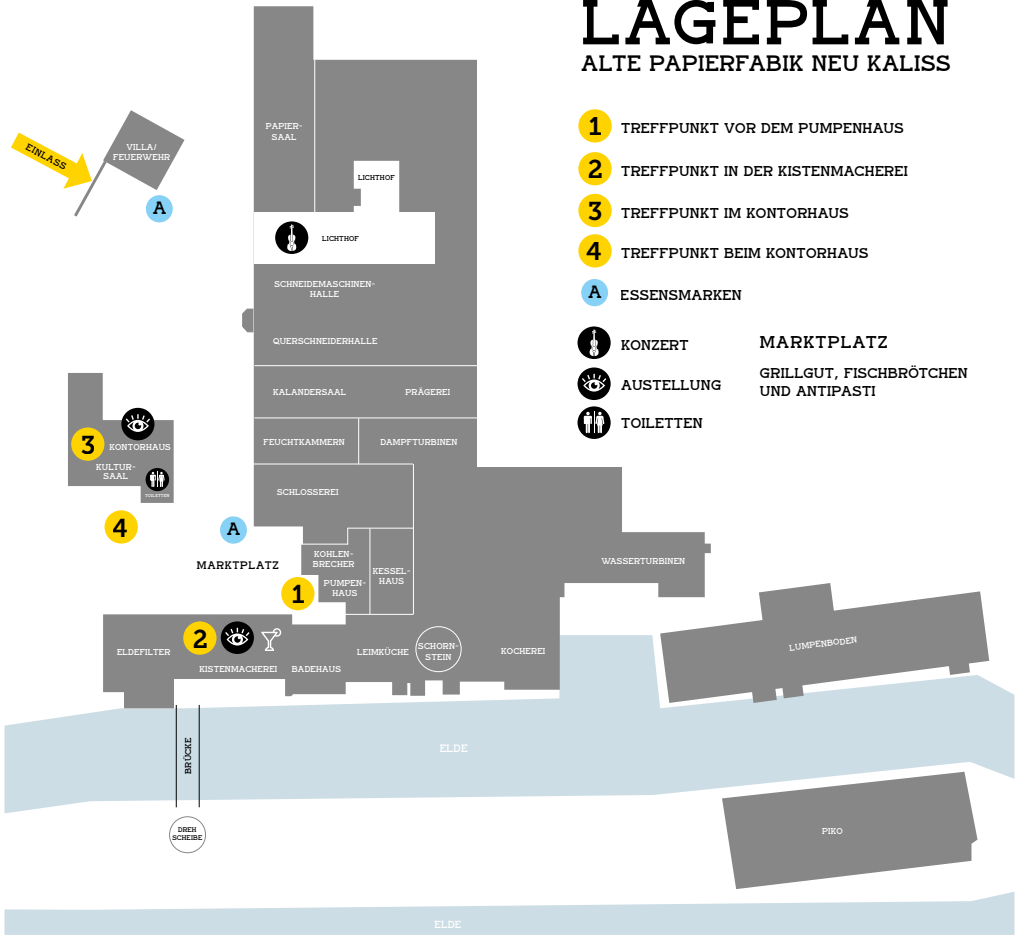 LAGEPLAN
ALTE PAPIERFABIK NEU KALISS
1 TREFFPUNKT VOR DEM PUMPENHAUS
2 TREFFPUNKT IN DER KISTENMACHEREI
3 TREFFPUNKT IM KONTORHAUS
4 TREFFPUNKT BEIM KONTORHAUS
A ESSENSMARKEN
KONZERT
AUSTELLUNG
TOILETTEN
MARKTPLATZ
GRILLGUT, FISCHBRÖTCHEN
UND ANTIPASTI
EINLASS
VILLA/
FEUERWEHR
A
PAPIER-
SAAL
LICHTHOF
LICHTHOF
SCHNEIDEMASCHINEN-
HALLE
QUERSCHNEIDERHALLE
KALANDERSAAL
PRÄGEREI
FEUCHTKAMMERN
DAMPFTURBINEN
SCHLOSSEREI
3
KONTORHAUS
KULTUR-
SAAL
TOILETTEN
4
A
MARKTPLATZ
KOHLEN-
BRECHER
PUMPEN-
HAUS
KESSEL-
HAUS
1
WASSERTURBINEN
ELDEFILTER
2
KISTENMACHEREI
BADEHAUS
LEIMKÜCHE
SCHORN-
STEIN
KOCHEREI
LUMPENBODEN
BRÜCKE
ELDE
DREH
SCHEIBE
PIKO
ELDE